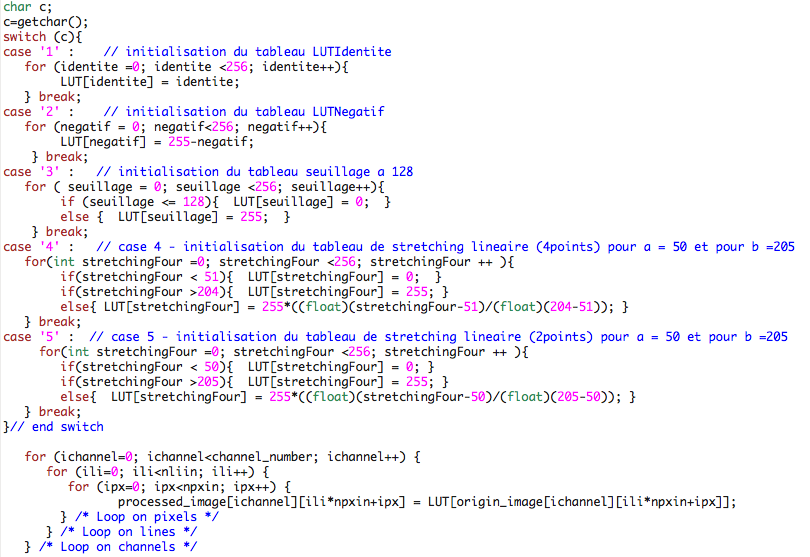 char c;
c=getchar();
switch (c){
case '1' :    // initialisation du tableau LUTIdentite
   for (identite =0; identite <256; identite++){
        LUT[identite] = identite;
   } break;
case '2' :    // initialisation du tableau LUTNegatif
   for (negatif = 0; negatif<256; negatif++){
        LUT[negatif] = 255-negatif;
    } break;
case '3' :   // initialisation du tableau seuillage a 128
   for ( seuillage = 0; seuillage <256; seuillage++){
        if (seuillage <= 128){  LUT[seuillage] = 0;  }
        else {  LUT[seuillage] = 255;  }
    } break;
case '4' :   // case 4 - initialisation du tableau de stretching lineaire (4points) pour a = 50 et pour b =205
   for(int stretchingFour =0; stretchingFour <256; stretchingFour ++ ){
        if(stretchingFour < 51){  LUT[stretchingFour] = 0;  }
        if(stretchingFour >204){  LUT[stretchingFour] = 255; }
        else{ LUT[stretchingFour] = 255*((float)(stretchingFour-51)/(float)(204-51)); }
   } break;
case '5' :  // case 5 - initialisation du tableau de stretching lineaire (2points) pour a = 50 et pour b =205
     for(int stretchingFour =0; stretchingFour <256; stretchingFour ++ ){
        if(stretchingFour < 50){  LUT[stretchingFour] = 0; }
        if(stretchingFour >205){  LUT[stretchingFour] = 255; }
        else{  LUT[stretchingFour] = 255*((float)(stretchingFour-50)/(float)(205-50)); }
   } break;
}// end switch

   for (ichannel=0; ichannel<channel_number; ichannel++) {
      for (ili=0; ili<nliin; ili++) {
         for (ipx=0; ipx<npxin; ipx++) {
                processed_image[ichannel][ili*npxin+ipx] = LUT[origin_image[ichannel][ili*npxin+ipx]];
        } /* Loop on pixels */
      } /* Loop on lines */
   } /* Loop on channels */